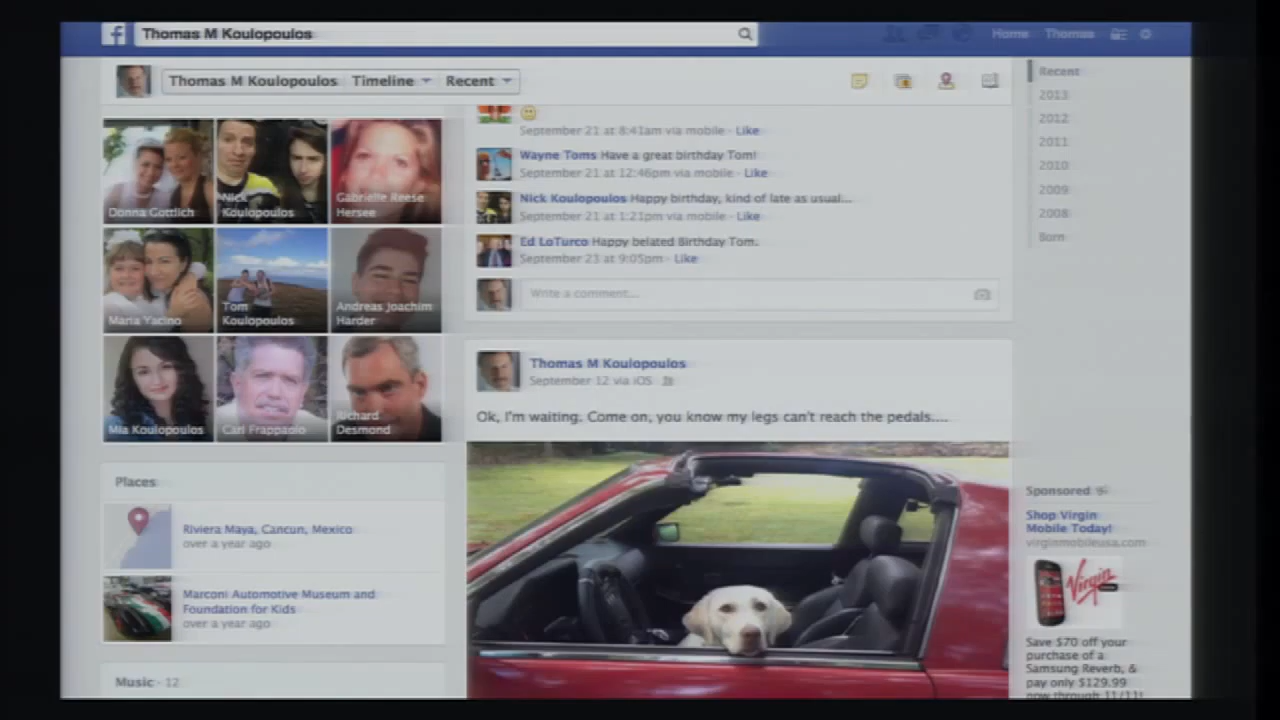 Thomas M Koulopoulos
Home Thomas
Thomas M Koulopoulos Timeline Recent
Donna Gottlich
Nick Koulopoulos
Gabrielle Reese Hersee
Maria Yacino
Tom Koulopoulos
Andreas Joachim Harder
Mia Koulopoulos
Carl Frappaolo
Richard Desmond
Places
Riviera Maya, Cancun, Mexico
over a year ago
Marconi Automotive Museum and
Foundation for Kids
over a year ago
Music · 12
September 21 at 8:41am via mobile · Like
Wayne Toms Have a great birthday Tom!
September 21 at 12:46pm via mobile · Like
Nick Koulopoulos Happy birthday, kind of late as usual...
September 21 at 1:21pm via mobile · Like
Ed LoTurco Happy belated Birthday Tom.
September 23 at 9:05pm · Like
Write a comment...
Thomas M Koulopoulos
September 12 via iOS
Ok, I'm waiting. Come on, you know my legs can't reach the pedals....
Recent
2013
2012
2011
2010
2009
2008
Born
Sponsored
Shop Virgin
Mobile Today!
virginmobileusa.com
Virgin
Save $70 off your
purchase of a
Samsung Reverb, &
pay only $129.99
now through 11/11!